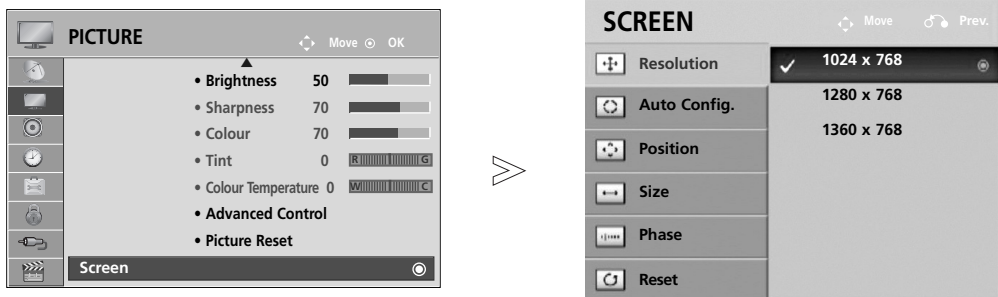 PICTURE
Move OK
• Brightness 50
• Sharpness 70
• Colour 70
• Tint 0 R G
• Colour Temperature 0 W C
• Advanced Control
• Picture Reset
Screen
SCREEN
Move Prev.
Resolution
Auto Config.
Position
Size
Phase
Reset
1024 x 768
1280 x 768
1360 x 768